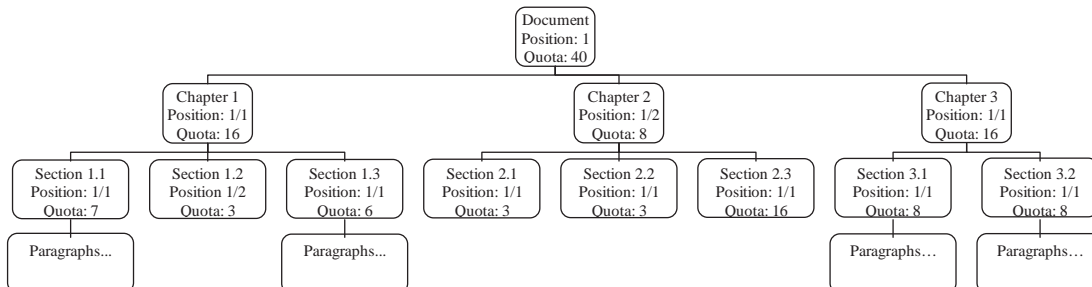 Document
Position: 1
Quota: 40
Chapter 1
Position: 1/1
Quota: 16
Chapter 2
Position: 1/2
Quota: 8
Chapter 3
Position: 1/1
Quota: 16
Section 1.1
Position: 1/1
Quota: 7
Section 1.2
Position 1/2
Quota: 3
Section 1.3
Position: 1/1
Quota: 6
Section 2.1
Position: 1/1
Quota: 3
Section 2.2
Position: 1/1
Quota: 3
Section 2.3
Position: 1/1
Quota: 16
Section 3.1
Position: 1/1
Quota: 8
Section 3.2
Position: 1/1
Quota: 8
Paragraphs...
Paragraphs...
Paragraphs…
Paragraphs…